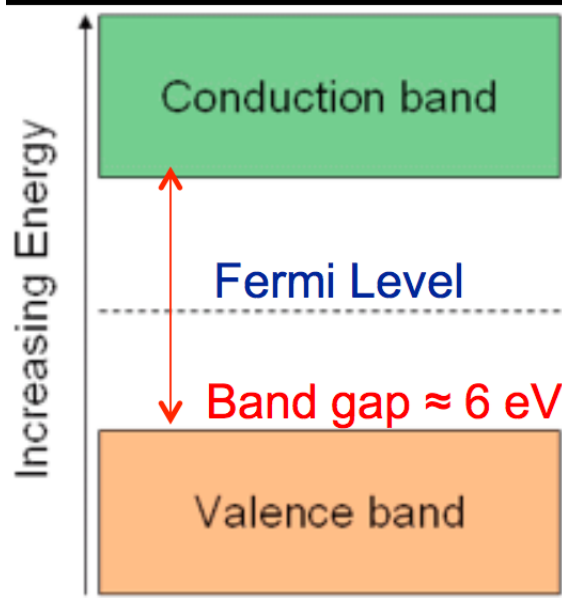 Conduction band
Increasing Energy
Fermi Level
Band gap ≈ 6 eV
Valence band